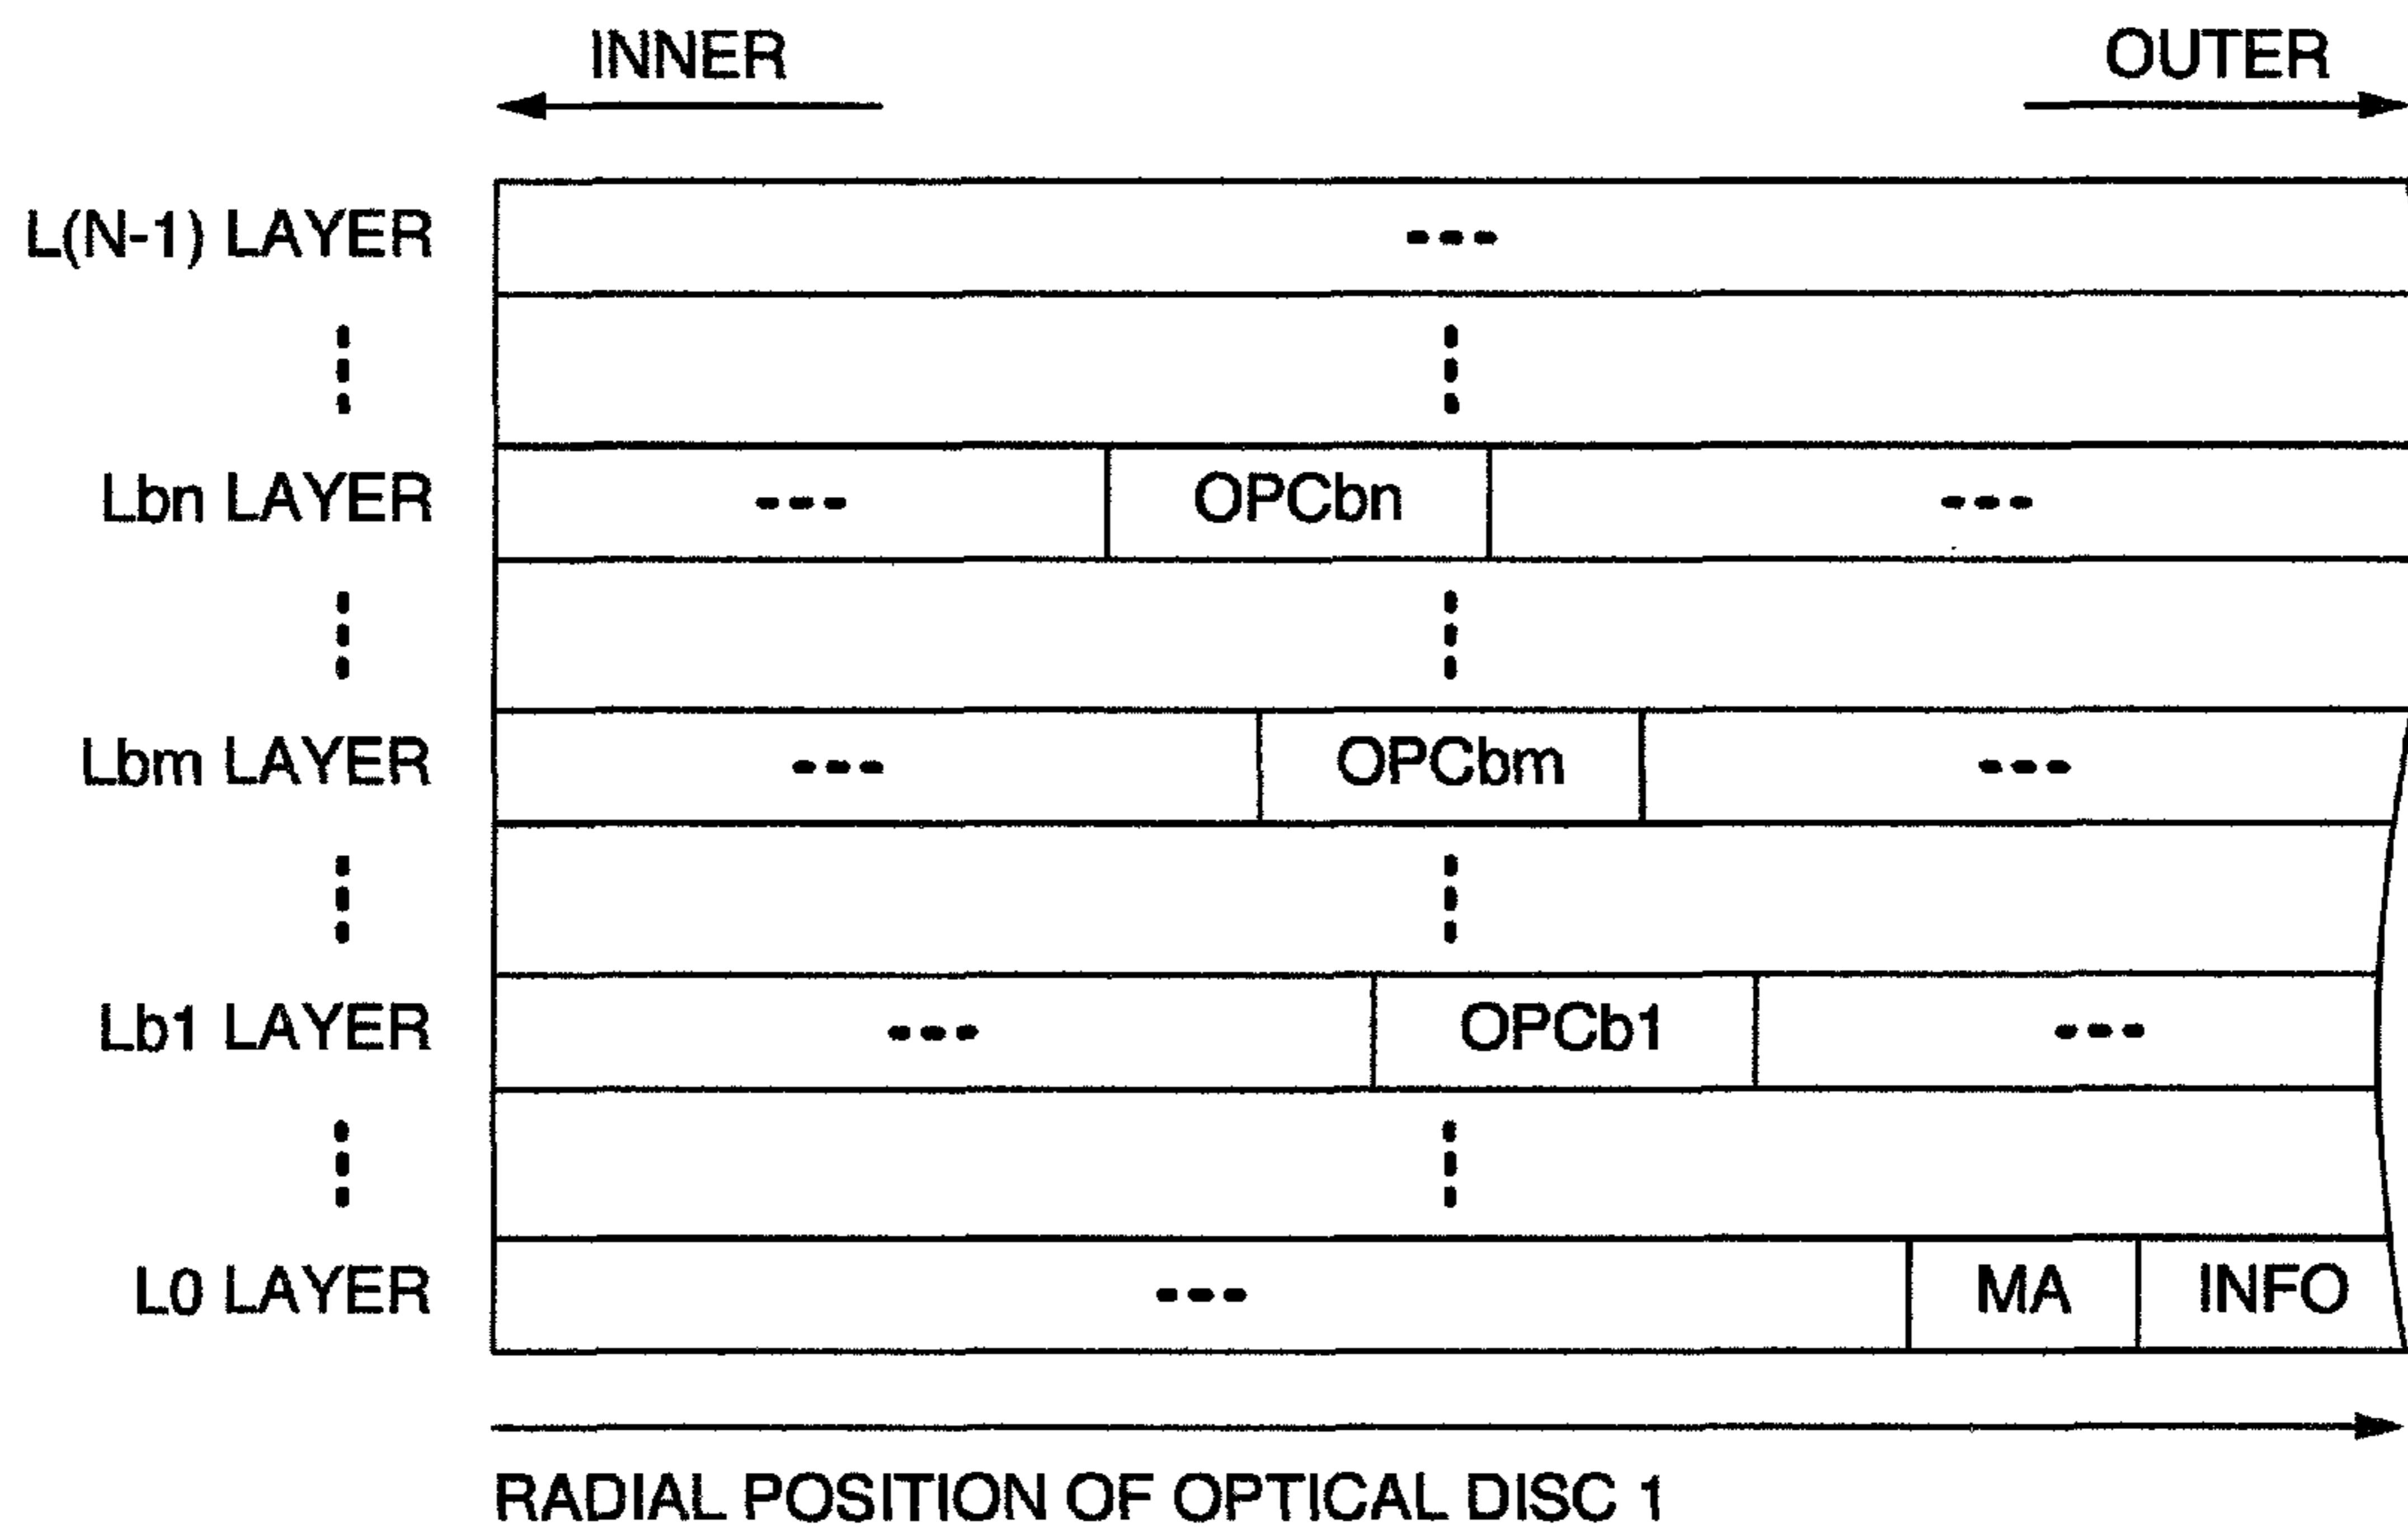 INNER OUTER
L(N-1) LAYER ---
Lbn LAYER --- OPCbn ---
Lbm LAYER --- OPCbm ---
Lb1 LAYER --- OPCb1 ---
L0 LAYER --- MA INFO
RADIAL POSITION OF OPTICAL DISC 1